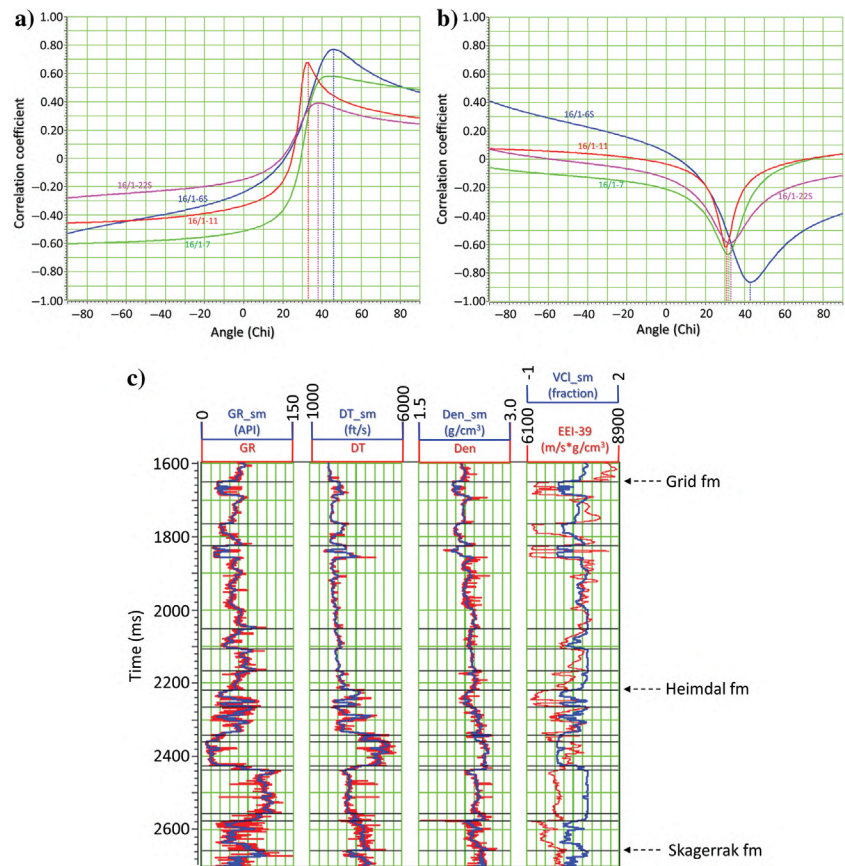 a)
1.00
0.80
0.60
0.40
0.20
0
−0.20
−0.40
−0.60
−0.80
−1.00
Correlation coefficient
−80 −60 −40 −20 0 20 40 60 80
Angle (Chi)
16/1-22S
16/1-6S
16/1-11
16/1-7
b)
1.00
0.80
0.60
0.40
0.20
0
−0.20
−0.40
−0.60
−0.80
−1.00
Correlation coefficient
−80 −60 −40 −20 0 20 40 60 80
Angle (Chi)
16/1-6S
16/1-11
16/1-7
16/1-22S
c)
0 GR_sm 150
(API)
GR
1000 DT_sm 6000
(ft/s)
DT
1.5 Den_sm 3.0
(g/cm³)
Den
-1 VCl_sm 2
(fraction)
6100 EEI-39 8900
(m/s*g/cm³)
Time (ms)
1600
1800
2000
2200
2400
2600
Grid fm
Heimdal fm
Skagerrak fm